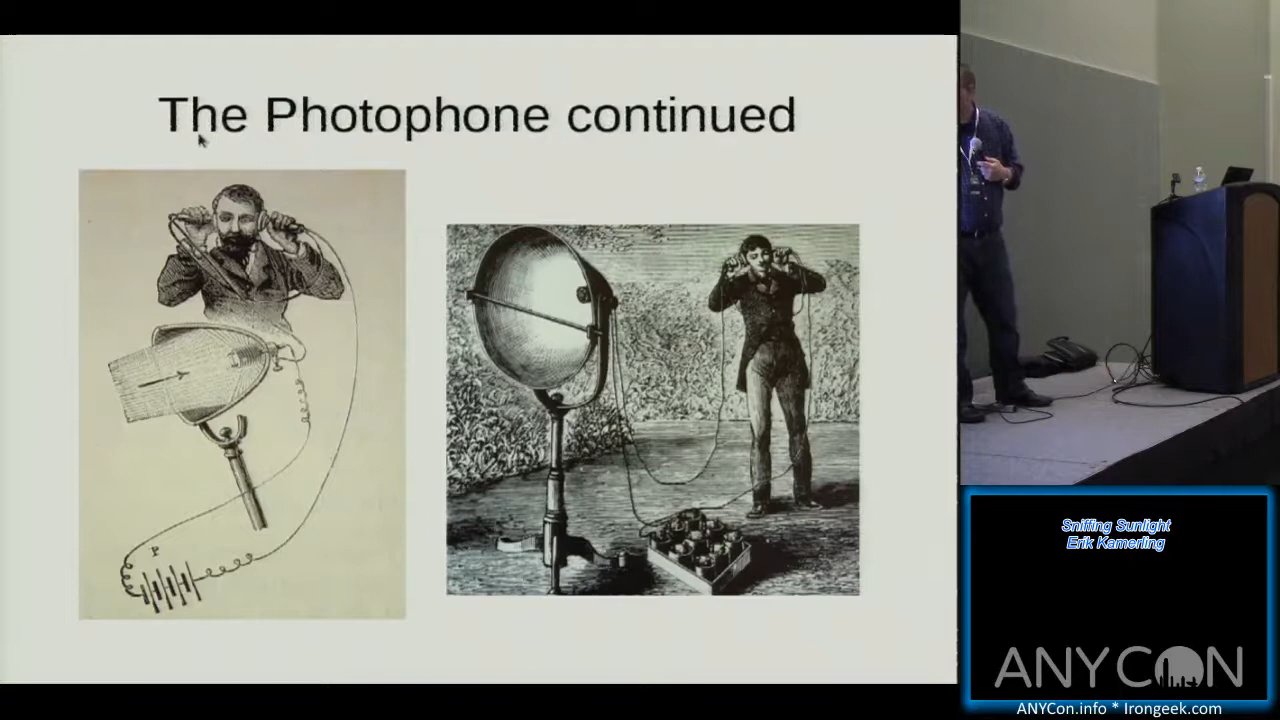 The Photophone continued
P
Sniffing Sunlight
Erik Kamerling
ANYCON
ANYCon.info * Irongeek.com